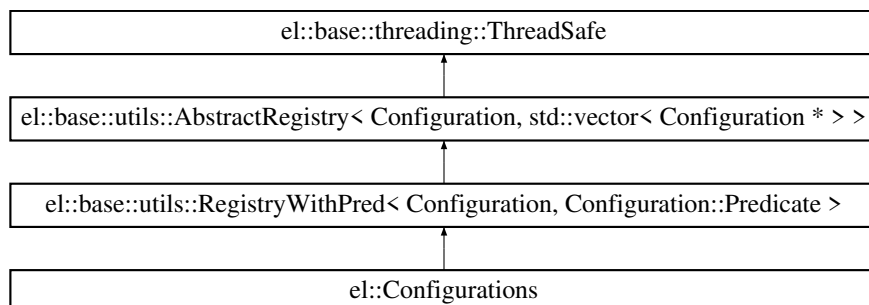 el::base::threading::ThreadSafe
el::base::utils::AbstractRegistry< Configuration, std::vector< Configuration * > >
el::base::utils::RegistryWithPred< Configuration, Configuration::Predicate >
el::Configurations